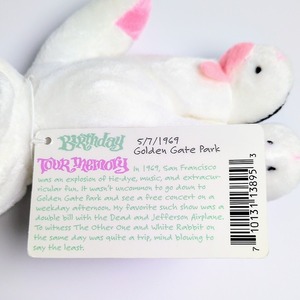 Birthday 5/7/1969
Golden Gate Park
Tour Memory In 1969, San Francisco
was an explosion of tie-dye, music, and extracur-
ricular fun. It wasn't uncommon to go down to
Golden Gate Park and see a free concert on a
weekday afternoon. My favorite such show was a
double bill with the Dead and Jefferson Airplane.
To witness The Other One and White Rabbit on
the same day was quite a trip, mind blowing to
say the least.
7 10131 13895 3